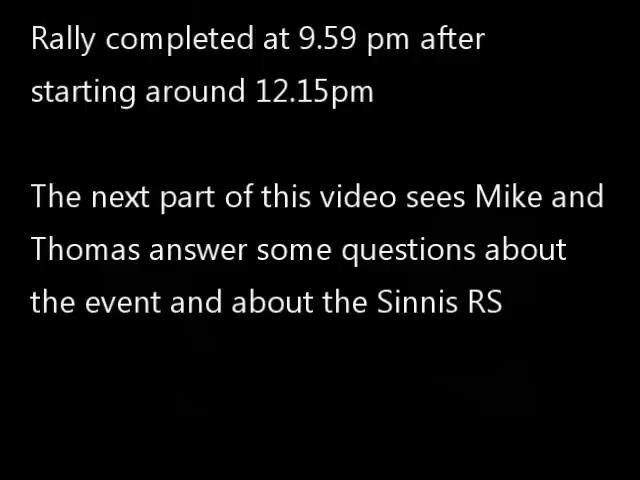 Rally completed at 9.59 pm after
starting around 12.15pm
The next part of this video sees Mike and
Thomas answer some questions about
the event and about the Sinnis RS